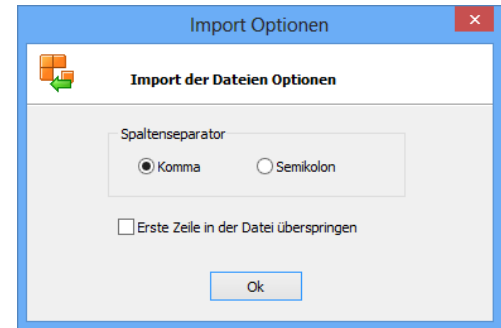 Import Optionen
Import der Dateien Optionen
Spaltenseparator
Komma
Semikolon
Erste Zeile in der Datei überspringen
Ok